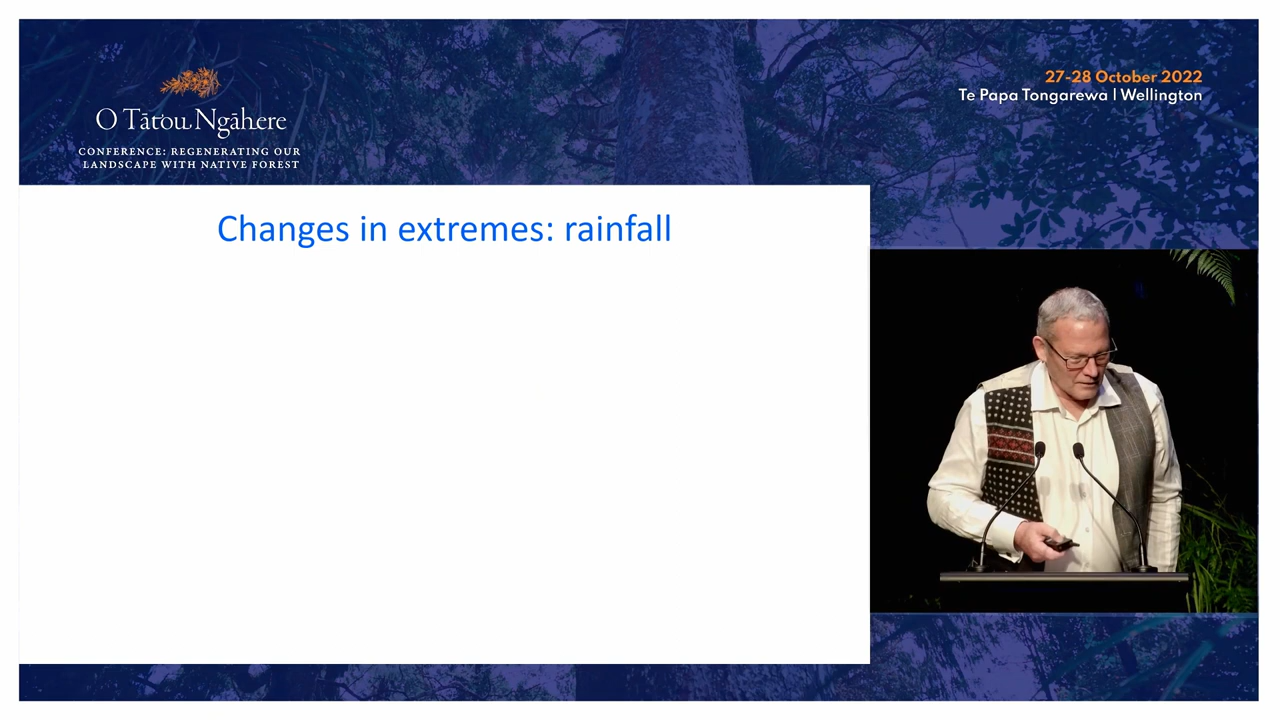 O Tātou Ngāhere
CONFERENCE: REGENERATING OUR
LANDSCAPE WITH NATIVE FOREST
27-28 October 2022
Te Papa Tongarewa | Wellington
Changes in extremes: rainfall